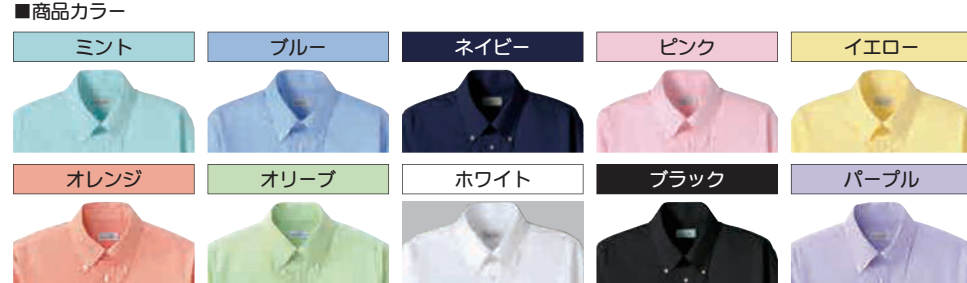 ■商品カラー
ミント
ブルー
ネイビー
ピンク
イエロー
オレンジ
オリーブ
ホワイト
ブラック
パープル